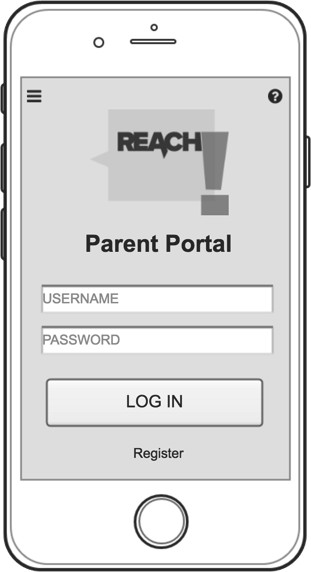 REACH!
Parent Portal
USERNAME
PASSWORD
LOG IN
Register